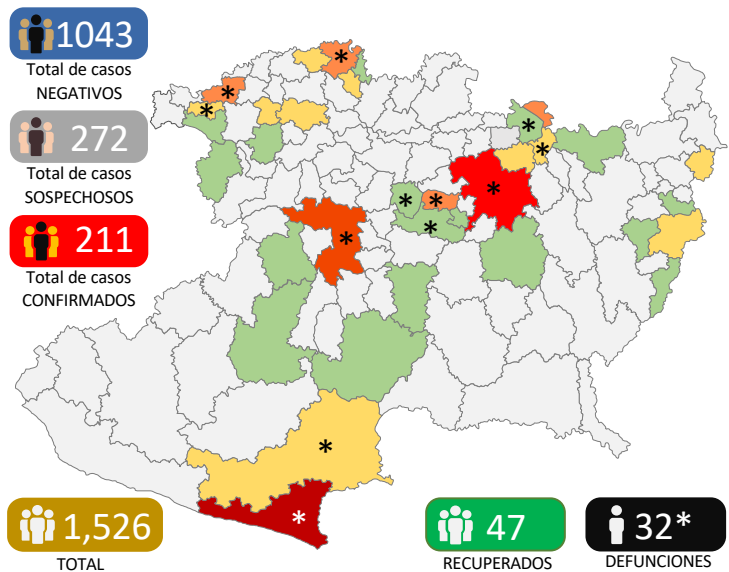 1043
Total de casos
NEGATIVOS
272
Total de casos
SOSPECHOSOS
211
Total de casos
CONFIRMADOS
*
*
*
*
*
*
*
*
*
*
*
*
1,526
TOTAL
47
RECUPERADOS
32*
DEFUNCIONES